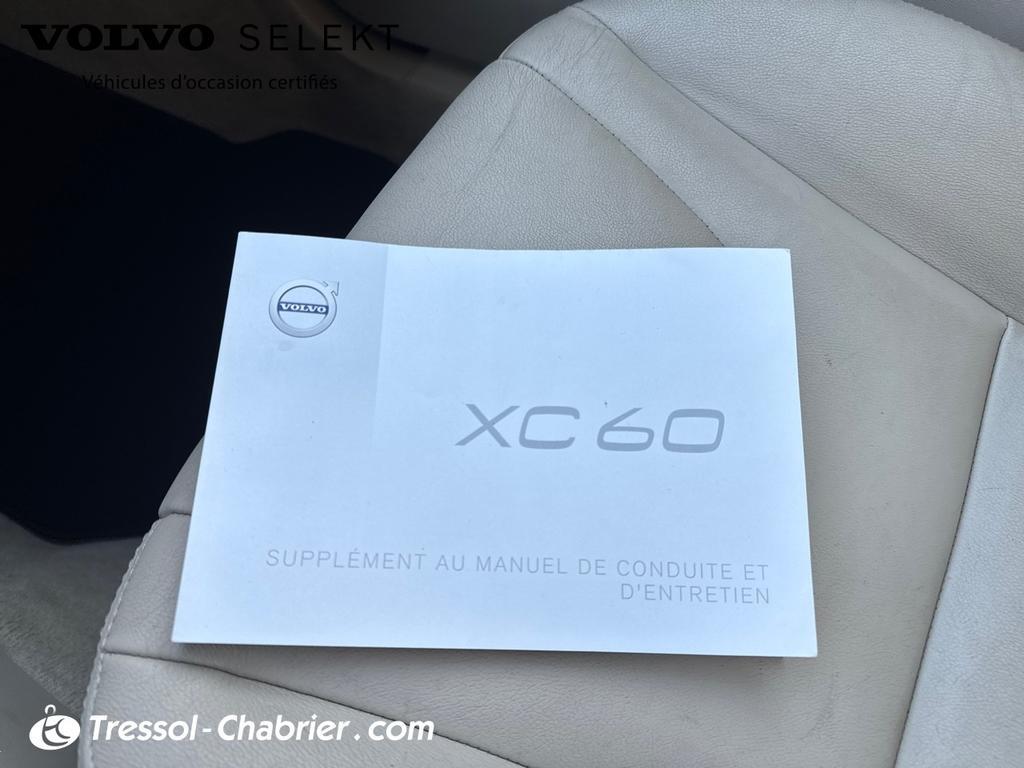 VOLVO SELEKT
Véhicules d'occasion certifiés
VOLVO
XC60
SUPPLÉMENT AU MANUEL DE CONDUITE ET
D'ENTRETIEN
Tressol-Chabrier.com